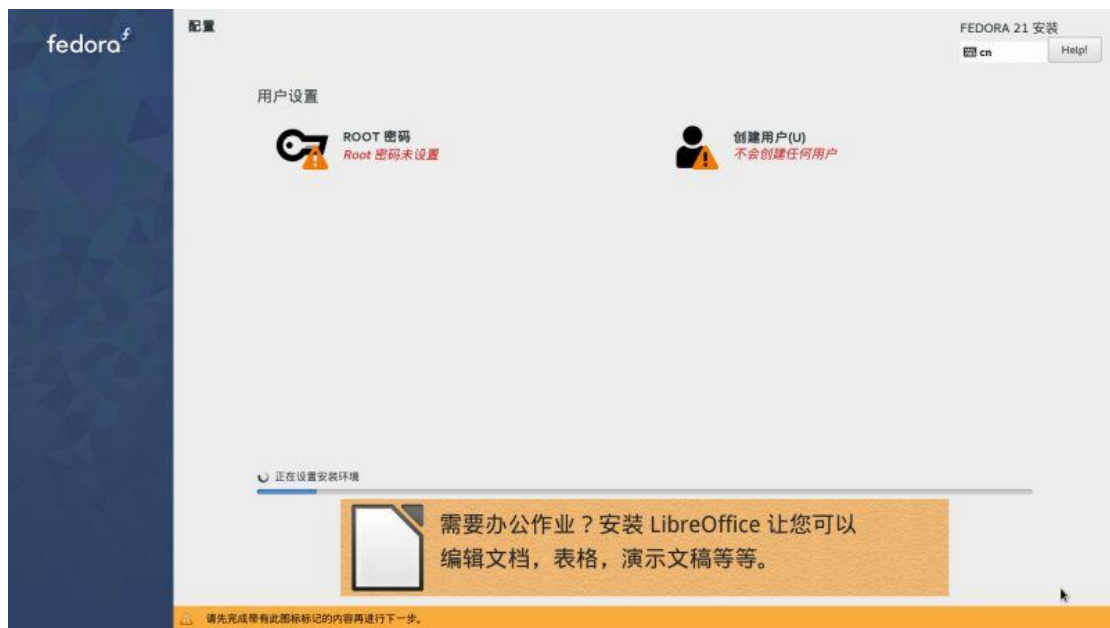 fedora
配置
FEDORA 21 安装
cn
Help!
用户设置
ROOT 密码
Root 密码未设置
创建用户(U)
不会创建任何用户
正在设置安装环境
需要办公作业？安装 LibreOffice 让您可以
编辑文档，表格，演示文稿等等。
请先完成带有此图标标记的内容再进行下一步。